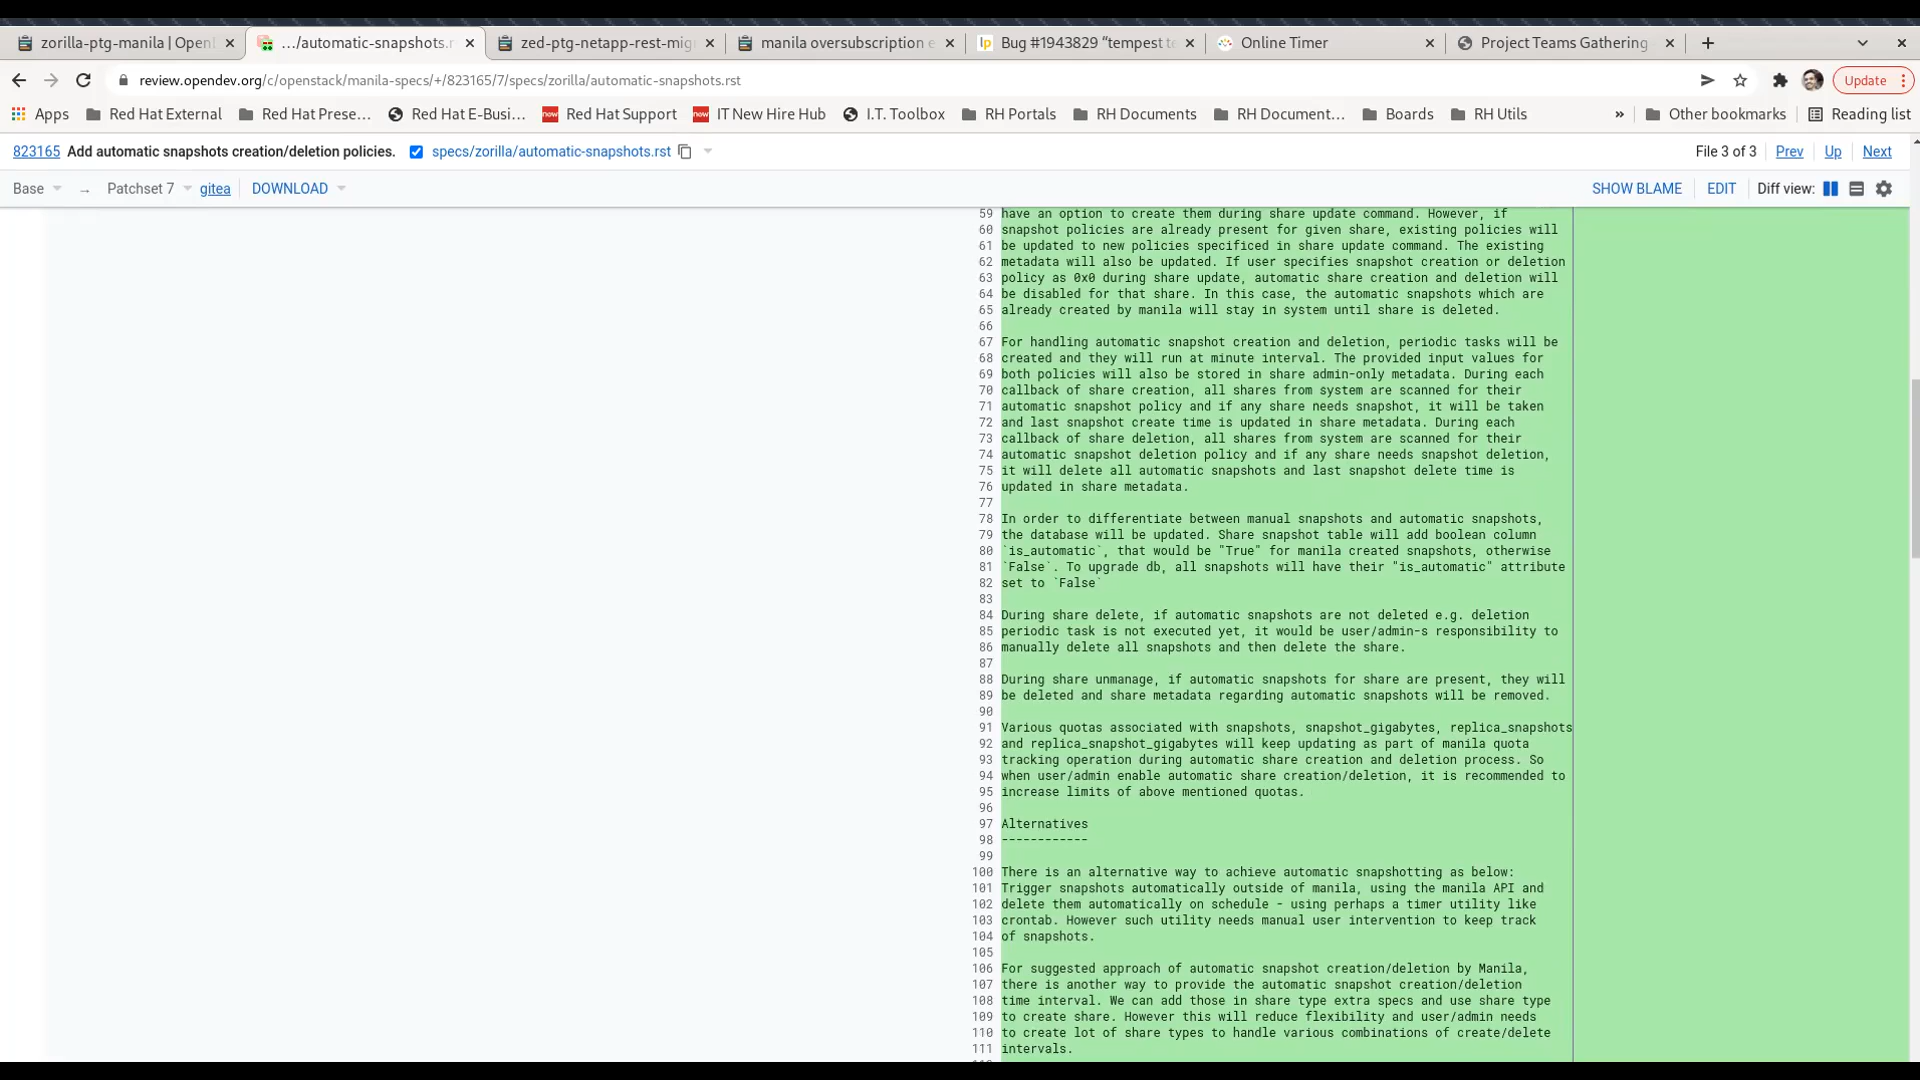 zorilla-ptg-manila | OpenI
.../automatic-snapshots.r
zed-ptg-netapp-rest-mig
manila oversubscription e
Bug #1943829 “tempest te
Online Timer
Project Teams Gathering
review.opendev.org/c/openstack/manila-specs/+/823165/7/specs/zorilla/automatic-snapshots.rst
Update
Apps
Red Hat External
Red Hat Prese...
Red Hat E-Busi...
Red Hat Support
IT New Hire Hub
I.T. Toolbox
RH Portals
RH Documents
RH Document...
Boards
RH Utils
»
Other bookmarks
Reading list
823165 Add automatic snapshots creation/deletion policies. specs/zorilla/automatic-snapshots.rst
File 3 of 3 Prev Up Next
Base → Patchset 7 gitea DOWNLOAD
SHOW BLAME EDIT Diff view:
59 have an option to create them during share update command. However, if
60 snapshot policies are already present for given share, existing policies will
61 be updated to new policies specificed in share update command. The existing
62 metadata will also be updated. If user specifies snapshot creation or deletion
63 policy as 0x0 during share update, automatic share creation and deletion will
64 be disabled for that share. In this case, the automatic snapshots which are
65 already created by manila will stay in system until share is deleted.
66
67 For handling automatic snapshot creation and deletion, periodic tasks will be
68 created and they will run at minute interval. The provided input values for
69 both policies will also be stored in share admin-only metadata. During each
70 callback of share creation, all shares from system are scanned for their
71 automatic snapshot policy and if any share needs snapshot, it will be taken
72 and last snapshot create time is updated in share metadata. During each
73 callback of share deletion, all shares from system are scanned for their
74 automatic snapshot deletion policy and if any share needs snapshot deletion,
75 it will delete all automatic snapshots and last snapshot delete time is
76 updated in share metadata.
77
78 In order to differentiate between manual snapshots and automatic snapshots,
79 the database will be updated. Share snapshot table will add boolean column
80 `is_automatic`, that would be "True" for manila created snapshots, otherwise
81 `False`. To upgrade db, all snapshots will have their "is_automatic" attribute
82 set to `False`
83
84 During share delete, if automatic snapshots are not deleted e.g. deletion
85 periodic task is not executed yet, it would be user/admin-s responsibility to
86 manually delete all snapshots and then delete the share.
87
88 During share unmanage, if automatic snapshots for share are present, they will
89 be deleted and share metadata regarding automatic snapshots will be removed.
90
91 Various quotas associated with snapshots, snapshot_gigabytes, replica_snapshots
92 and replica_snapshot_gigabytes will keep updating as part of manila quota
93 tracking operation during automatic share creation and deletion process. So
94 when user/admin enable automatic share creation/deletion, it is recommended to
95 increase limits of above mentioned quotas.
96
97 Alternatives
98 ------------
99
100 There is an alternative way to achieve automatic snapshotting as below:
101 Trigger snapshots automatically outside of manila, using the manila API and
102 delete them automatically on schedule - using perhaps a timer utility like
103 crontab. However such utility needs manual user intervention to keep track
104 of snapshots.
105
106 For suggested approach of automatic snapshot creation/deletion by Manila,
107 there is another way to provide the automatic snapshot creation/deletion
108 time interval. We can add those in share type extra specs and use share type
109 to create share. However this will reduce flexibility and user/admin needs
110 to create lot of share types to handle various combinations of create/delete
111 intervals.